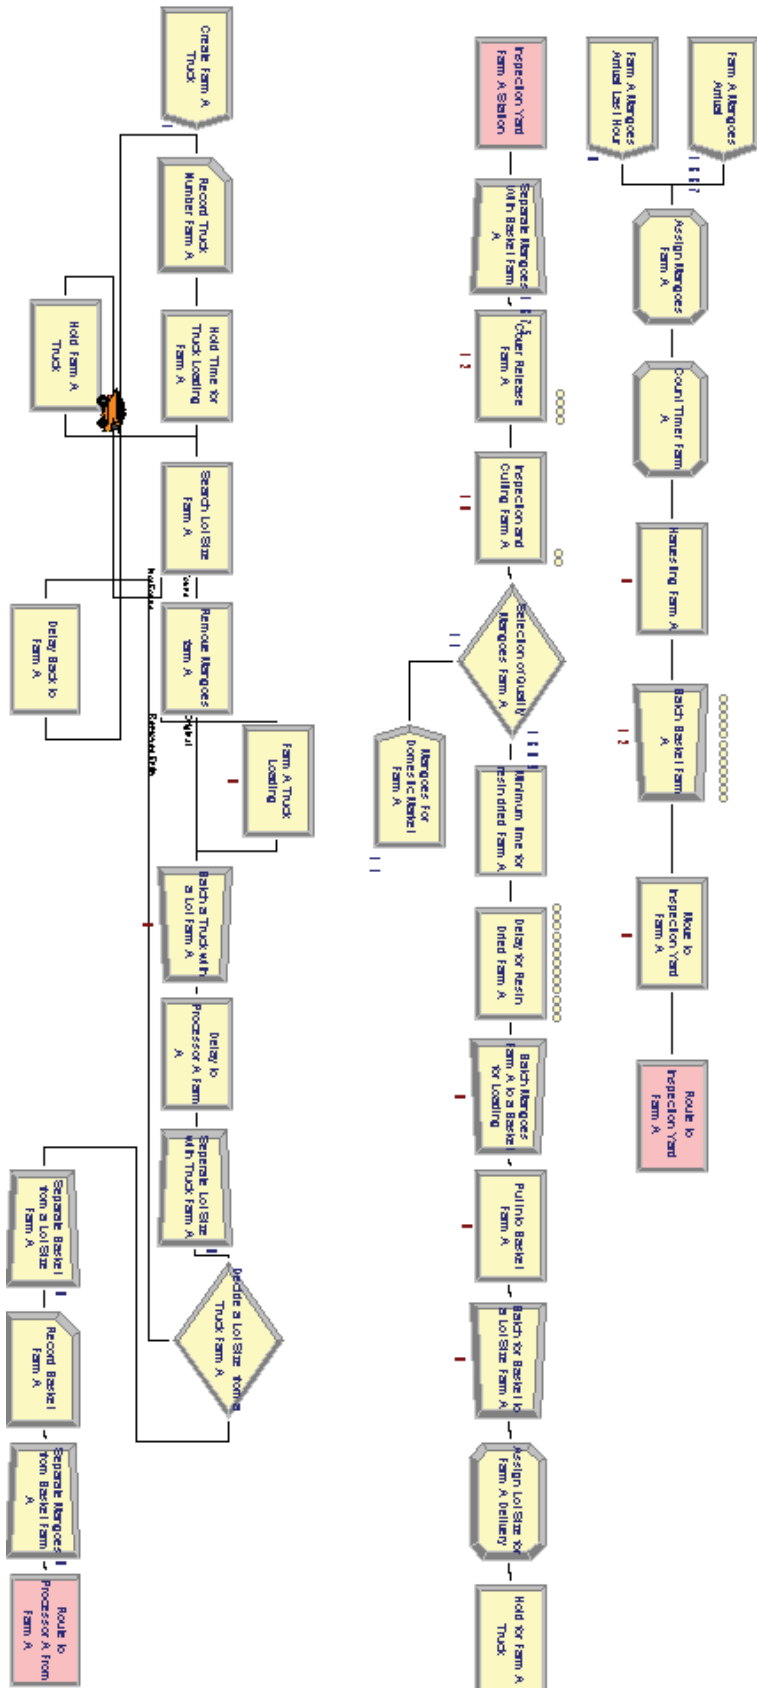 Farm A Mangoes
Arrival
Farm A Mangoes
Arrival Last Hour
Assign Mangoes
Farm A
Count Timer Farm
A
Harvesting Farm A
Batch Basket Farm
A
Move to
Inspection Yard
Farm A
Route to
Inspection Yard
Farm A
Inspection Yard
Farm A Station
Separate Mangoes
with Basket Farm
A
Cover Release
Farm A
Inspection and
Culling Farm A
Selection of Quality
Mangoes Farm A
Mangoes For
Domestic Market
Farm A
Minimum time for
resin dried Farm A
Delay for Resin
Dried Farm A
Batch Mangoes
Farm A to a Basket
for Loading
Put into Basket
Farm A
Batch for Basket to
a Lot Size Farm A
Assign Lot Size for
Farm A Delivery
Hold for Farm A
Truck
Create Farm A
Truck
Record Truck
Number Farm A
Hold Time for
Truck Loading
Farm A
Hold Farm A
Truck
Search Lot Size
Farm A
Remove Mangoes
farm A
Original
Delay Back to
Farm A
Farm A Truck
Loading
Batch a Truck with
a Lot Farm A
Delay to
Processor A Farm
A
Seperate Lot Size
with Truck Farm A
Decide a Lot Size from a
Truck Farm A
Seperate Basket
from a Lot Size
Farm A
Record Basket
Farm A
Separate Mangoes
from Basket Farm
A
Route to
Processor A From
Farm A